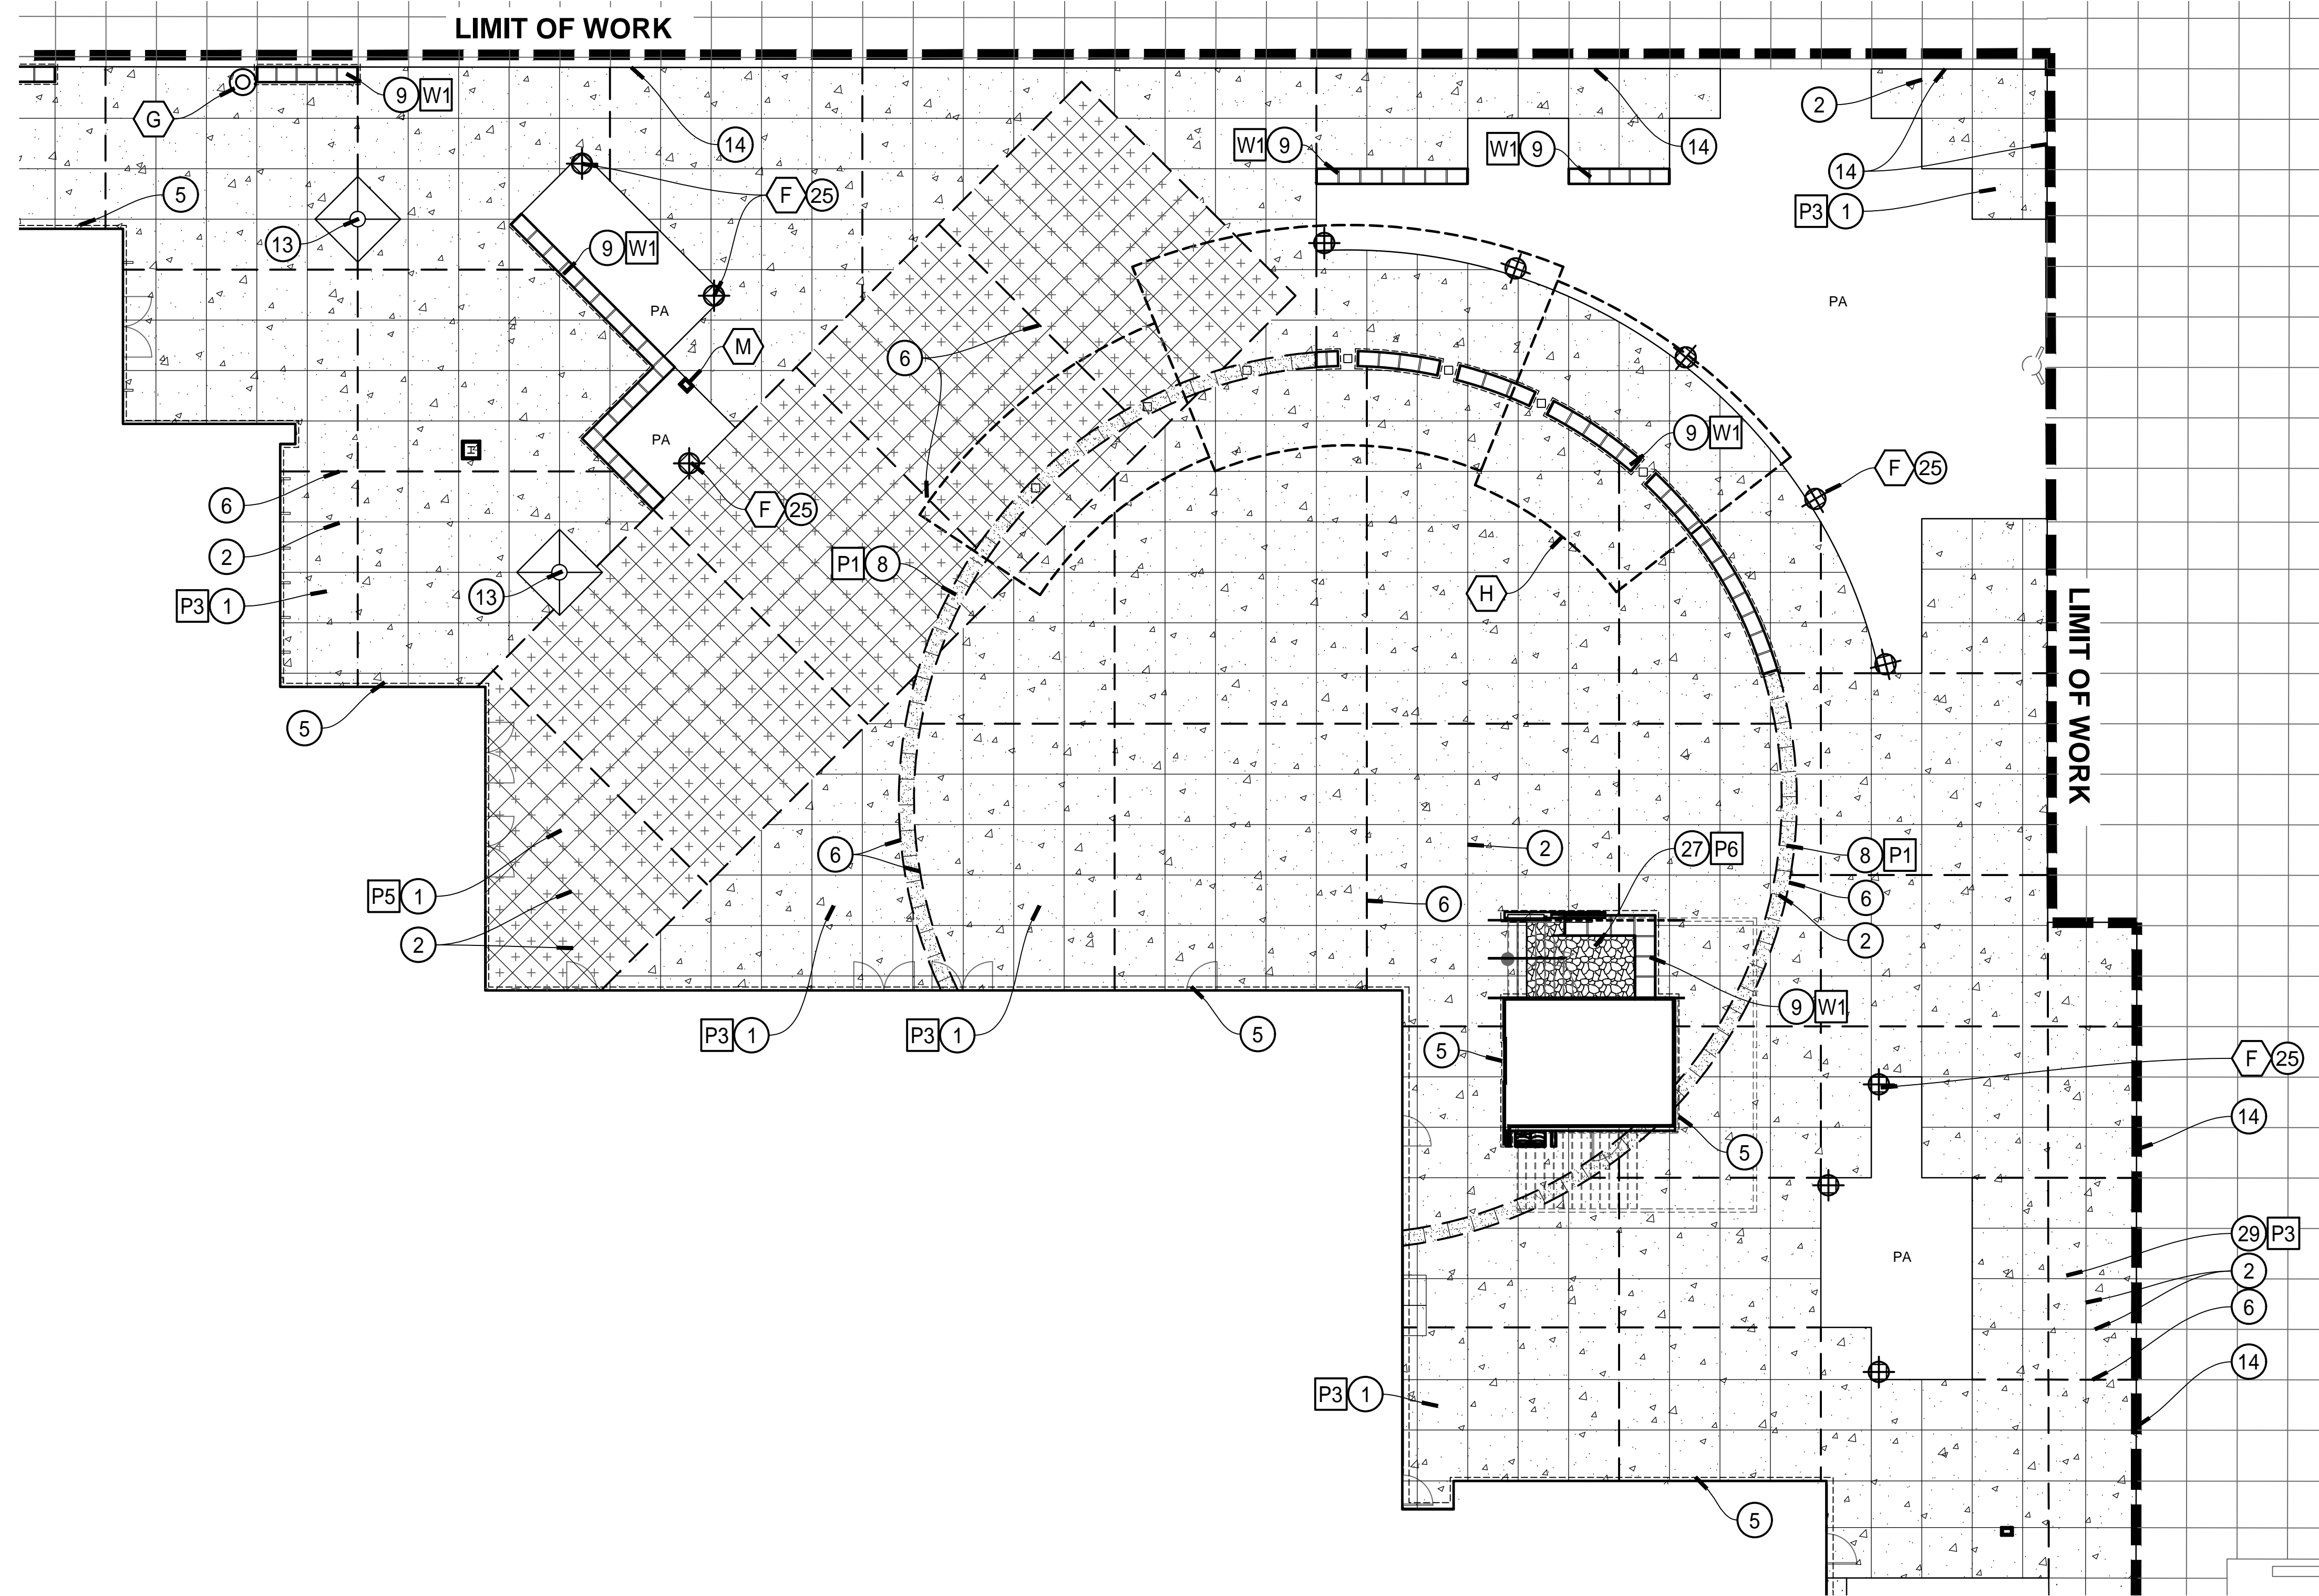 LIMIT OF WORK
9 W1
G
2
14
W1 9
W1 9
14
14
5
F 25
P3 1
13
9 W1
PA
PA
M
6
PA
9 W1
F 25
6
F 25
2
P1 8
H
13
P3 1
LIMIT OF WORK
5
6
2
27 P6
8 P1
P5 1
6
6
2
2
9 W1
P3 1
P3 1
5
5
F 25
14
5
29 P3
PA
2
6
14
P3 1
5